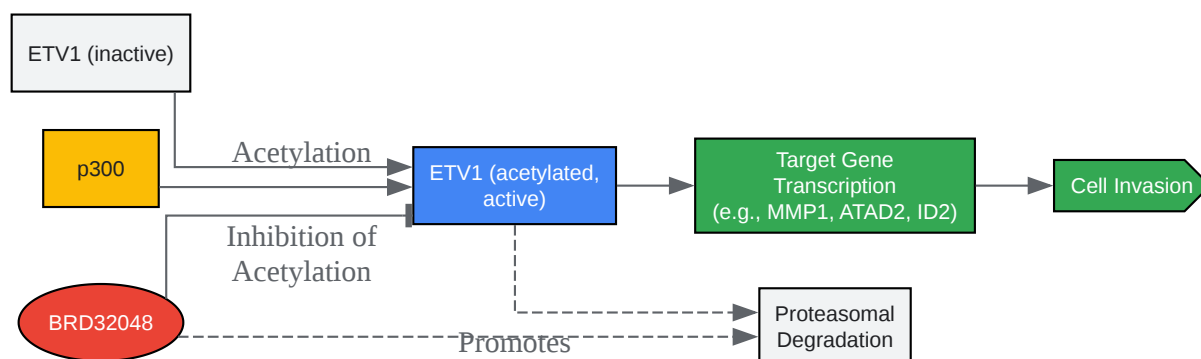 ETV1 (inactive)
p300
Acetylation
ETV1 (acetylated,
active)
Target Gene
Transcription
(e.g., MMP1, ATAD2, ID2)
Cell Invasion
Inhibition of
Acetylation
BRD32048
Promotes
Proteasomal
Degradation